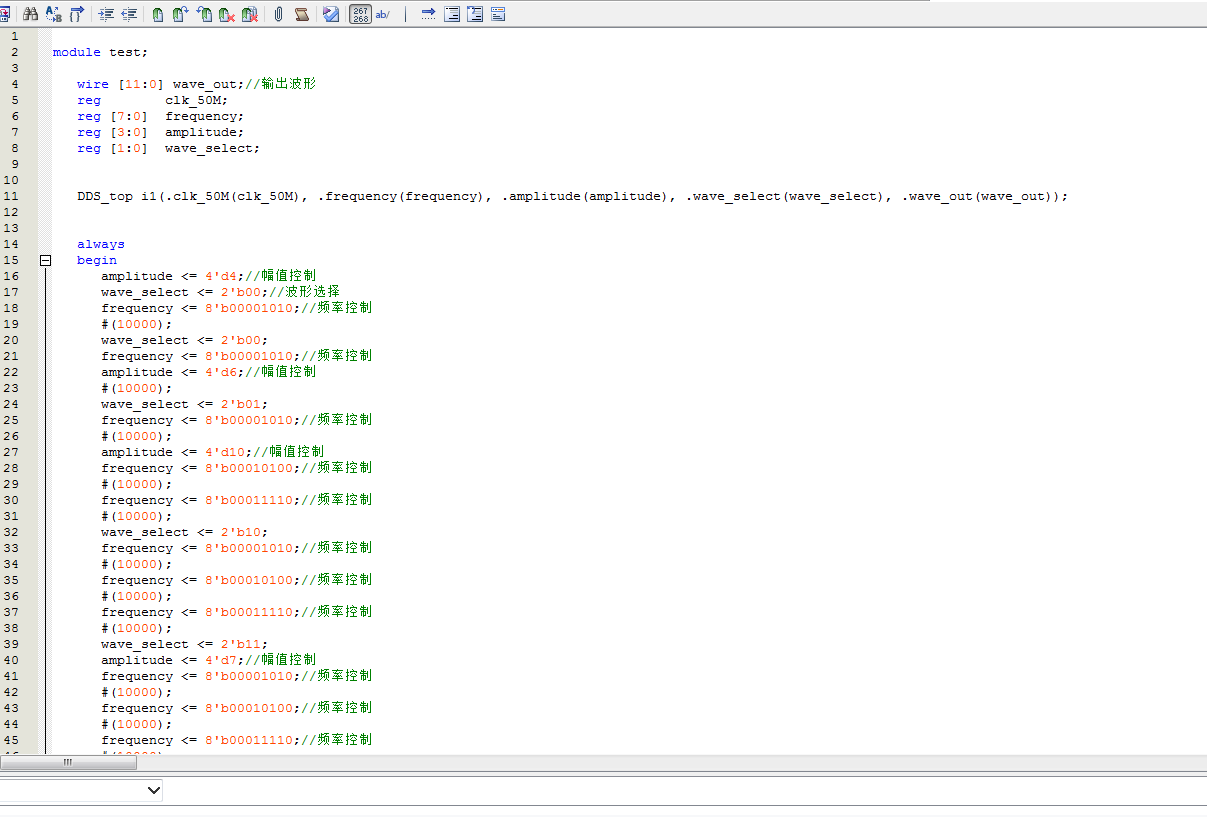 267
268
ab/
1
2 module test;
3
4 wire [11:0] wave_out;//输出波形
5 reg clk_50M;
6 reg [7:0] frequency;
7 reg [3:0] amplitude;
8 reg [1:0] wave_select;
9
10
11 DDS_top i1(.clk_50M(clk_50M), .frequency(frequency), .amplitude(amplitude), .wave_select(wave_select), .wave_out(wave_out));
12
13
14 always
15 begin
16 amplitude <= 4'd4;//幅值控制
17 wave_select <= 2'b00;//波形选择
18 frequency <= 8'b00001010;//频率控制
19 #(10000);
20 wave_select <= 2'b00;
21 frequency <= 8'b00001010;//频率控制
22 amplitude <= 4'd6;//幅值控制
23 #(10000);
24 wave_select <= 2'b01;
25 frequency <= 8'b00001010;//频率控制
26 #(10000);
27 amplitude <= 4'd10;//幅值控制
28 frequency <= 8'b00010100;//频率控制
29 #(10000);
30 frequency <= 8'b00011110;//频率控制
31 #(10000);
32 wave_select <= 2'b10;
33 frequency <= 8'b00001010;//频率控制
34 #(10000);
35 frequency <= 8'b00010100;//频率控制
36 #(10000);
37 frequency <= 8'b00011110;//频率控制
38 #(10000);
39 wave_select <= 2'b11;
40 amplitude <= 4'd7;//幅值控制
41 frequency <= 8'b00001010;//频率控制
42 #(10000);
43 frequency <= 8'b00010100;//频率控制
44 #(10000);
45 frequency <= 8'b00011110;//频率控制